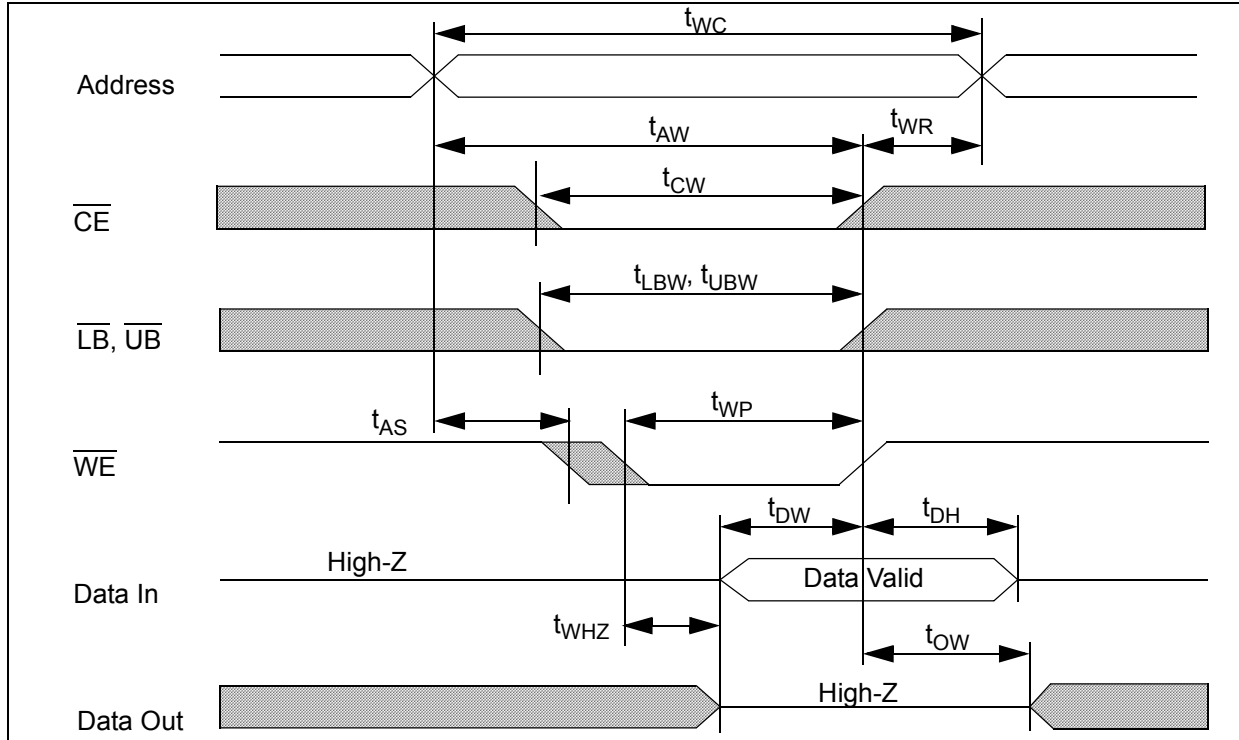 tWC
Address
tAW
tWR
tCW
CE
tLBW, tUBW
LB, UB
tAS
tWP
WE
tDW
tDH
High-Z
Data Valid
Data In
tWHZ
tOW
High-Z
Data Out